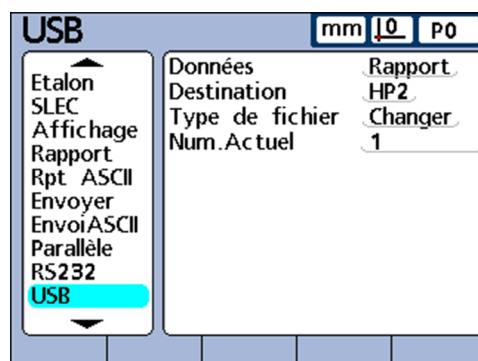 USB
mm 0 P0
Etalon
SLEC
Affichage
Rapport
Rpt ASCII
Envoyer
EnvoiASCII
Parallèle
RS232
USB
Données Rapport
Destination HP2
Type de fichier Changer
Num.Actuel 1